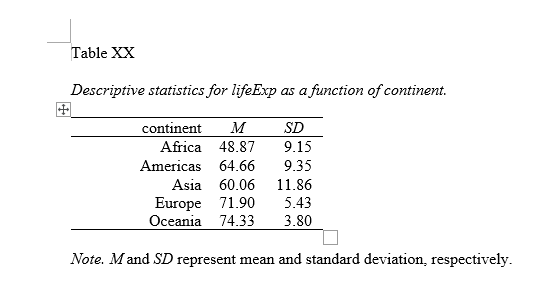 Table XX
Descriptive statistics for lifeExp as a function of continent.
continent M SD
Africa 48.87 9.15
Americas 64.66 9.35
Asia 60.06 11.86
Europe 71.90 5.43
Oceania 74.33 3.80
Note. M and SD represent mean and standard deviation, respectively.